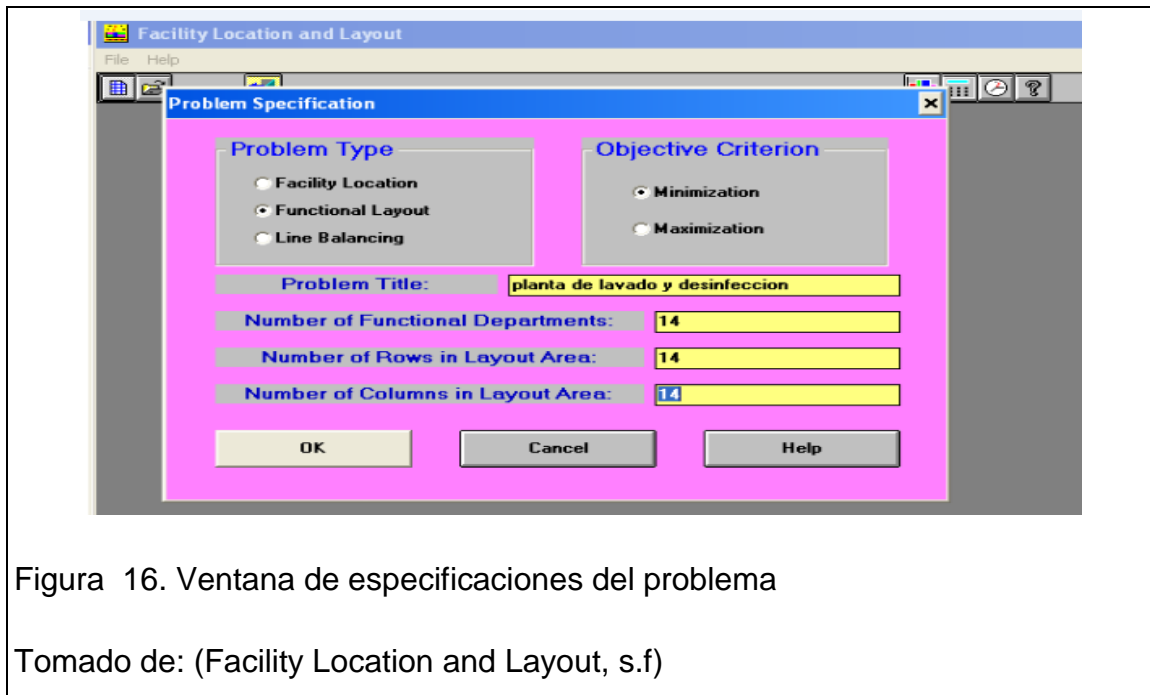 Facility Location and Layout
File Help
Problem Specification
Problem Type
Facility Location
Functional Layout
Line Balancing
Objective Criterion
Minimization
Maximization
Problem Title: planta de lavado y desinfeccion
Number of Functional Departments: 14
Number of Rows in Layout Area: 14
Number of Columns in Layout Area: 14
OK Cancel Help
Figura 16. Ventana de especificaciones del problema
Tomado de: (Facility Location and Layout, s.f)